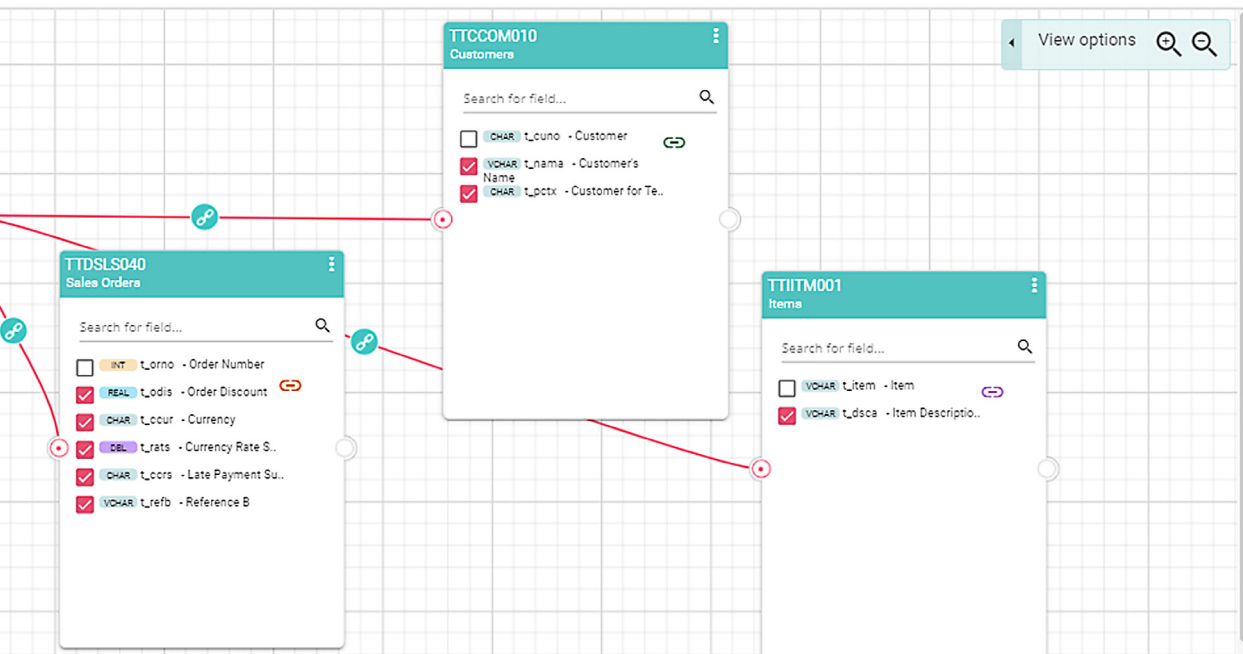 TTCCOM010
Customers
Search for field...
CHAR t_cuno - Customer
VCHAR t_nama - Customer's
Name
CHAR t_pctx - Customer for Te..
View options
TTDSLS040
Sales Orders
Search for field...
INT t_orno - Order Number
REAL t_odis - Order Discount
CHAR t_ccur - Currency
DBL t_rats - Currency Rate S..
CHAR t_ccrs - Late Payment Su..
VCHAR t_refb - Reference B
TTIITM001
Items
Search for field...
VCHAR t_item - Item
VCHAR t_dsca - Item Descriptio..